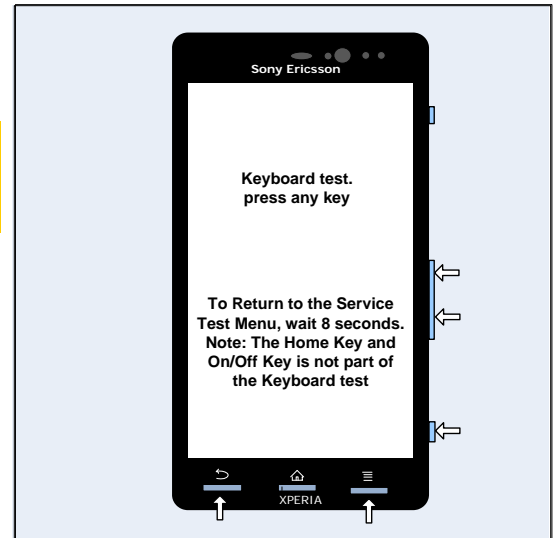 Sony Ericsson
Keyboard test.
press any key
To Return to the Service
Test Menu, wait 8 seconds.
Note: The Home Key and
On/Off Key is not part of
the Keyboard test
XPERIA